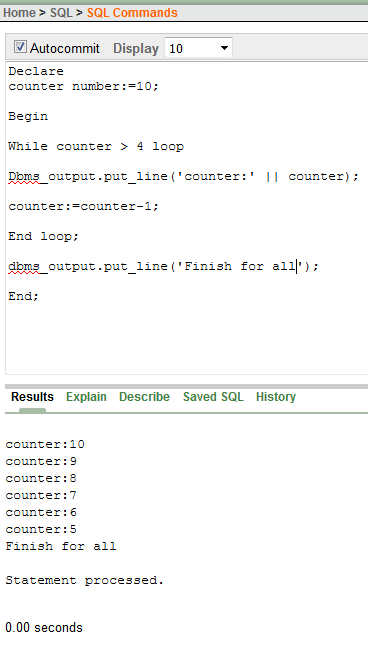 Home > SQL > SQL Commands
Autocommit Display 10
Declare
counter number:=10;
Begin
While counter > 4 loop
Dbms_output.put_line('counter:' || counter);
counter:=counter-1;
End loop;
dbms_output.put_line('Finish for all');
End;
Results Explain Describe Saved SQL History
counter:10
counter:9
counter:8
counter:7
counter:6
counter:5
Finish for all
Statement processed.
0.00 seconds